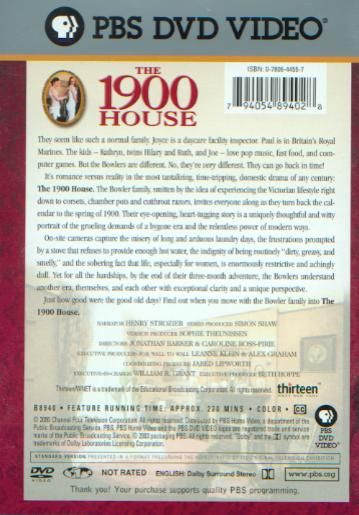 PBS DVD VIDEO®
THE
1900
HOUSE
ISBN: 0-7806-4455-7
7 94054 89402 8
They seem like such a normal family. Joyce is a daycare facility inspector. Paul is in Britain's Royal
Marines. The kids – Kathryn, twins Hilary and Ruth, and Joe – love pop music, fast food, and com-
puter games. But the Bowlers are different. No, they're very different. They can go back in time!
It's romance versus reality in the most tantalizing, time-tripping, domestic drama of any century:
The 1900 House. The Bowler family, smitten by the idea of experiencing the Victorian lifestyle right
down to corsets, chamber pots and cutthroat razors, invites everyone along as they turn back the cal-
endar to the spring of 1900. Their eye-opening, heart-tugging story is a uniquely thoughtful and witty
portrait of the grueling demands of a bygone era and the relentless power of modern ways.
On-site cameras capture the misery of long and arduous laundry days, the frustrations prompted
by a stove that refuses to provide enough hot water, the indignity of being routinely "dirty, greasy, and
smelly," and the sobering fact that life, especially for women, is enormously restrictive and achingly
dull. Yet for all the hardships, by the end of their three-month adventure, the Bowlers understand
another era, themselves, and each other with exceptional clarity and a unique perspective.
Just how good were the good old days? Find out when you move with the Bowler family into The
1900 House.
NARRATOR HENRY STROZIER SERIES PRODUCER SIMON SHAW
VERSION PRODUCER SOPHIE THEUNISSEN
DIRECTORS JONATHAN BARKER & CAROLINE ROSS-PIRIE
EXECUTIVE PRODUCERS FOR WALL TO WALL LEANNE KLEIN & ALEX GRAHAM
COORDINATING PRODUCER JARED LIPWORTH
EXECUTIVE-IN-CHARGE WILLIAM R. GRANT EXECUTIVE PRODUCER BETH HOPPE
Thirteen/WNET is a trademark of the Educational Broadcasting Corporation. All rights reserved.
thirteen
B8940 • FEATURE RUNNING TIME: APPROX. 230 MINS • COLOR • CC
PBS
DVD
VIDEO
NOT RATED
ENGLISH: Dolby Surround Stereo
www.pbs.org
Thank you! Your purchase supports quality PBS programming.